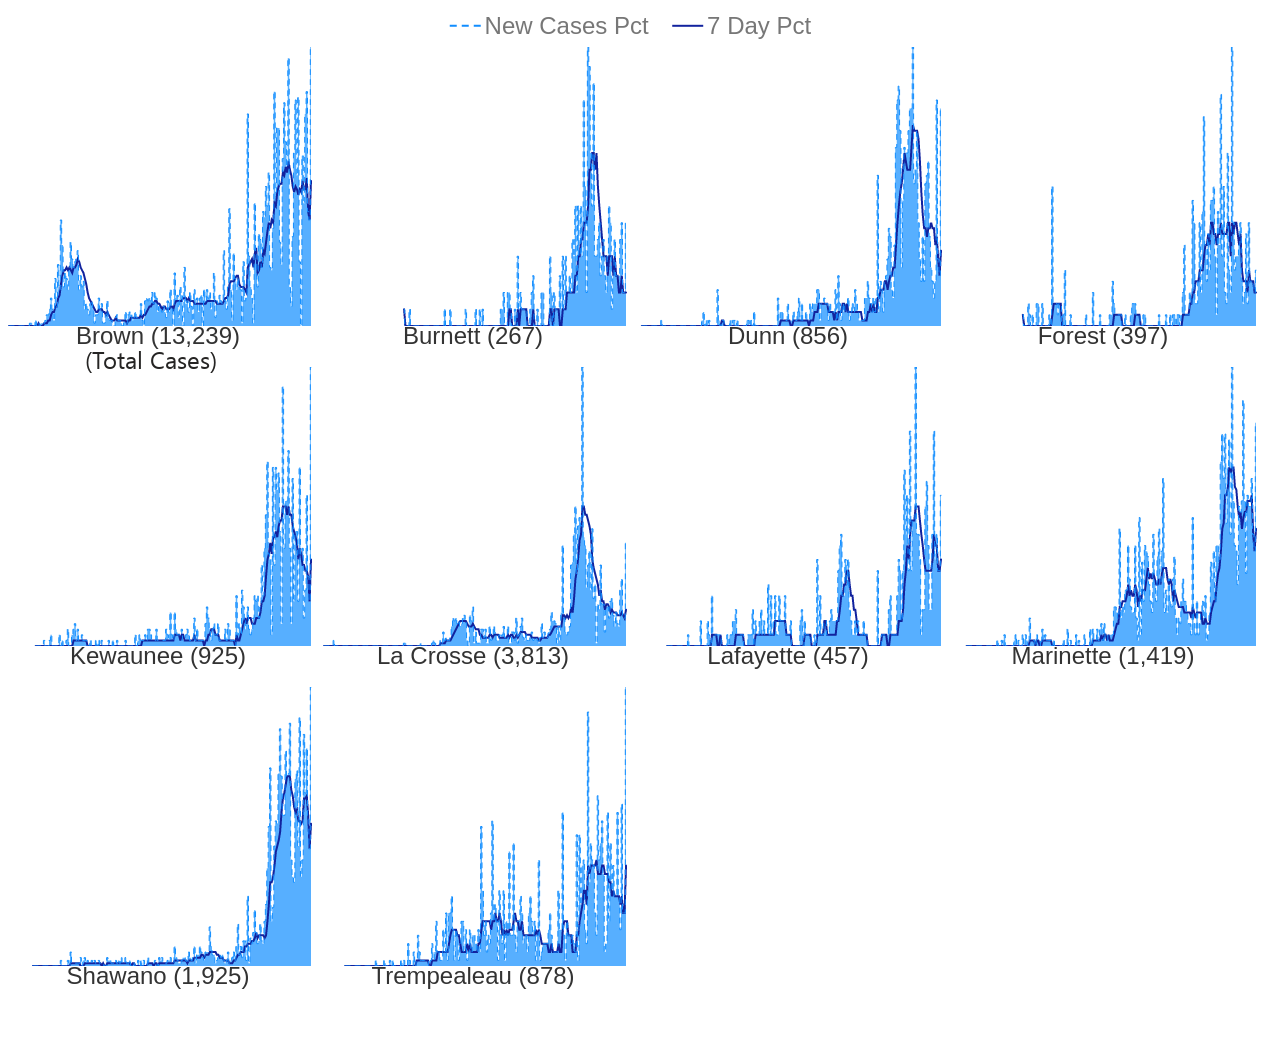 New Cases Pct 7 Day Pct
Brown (13,239)
(Total Cases)
Burnett (267)
Dunn (856)
Forest (397)
Kewaunee (925)
La Crosse (3,813)
Lafayette (457)
Marinette (1,419)
Shawano (1,925)
Trempealeau (878)